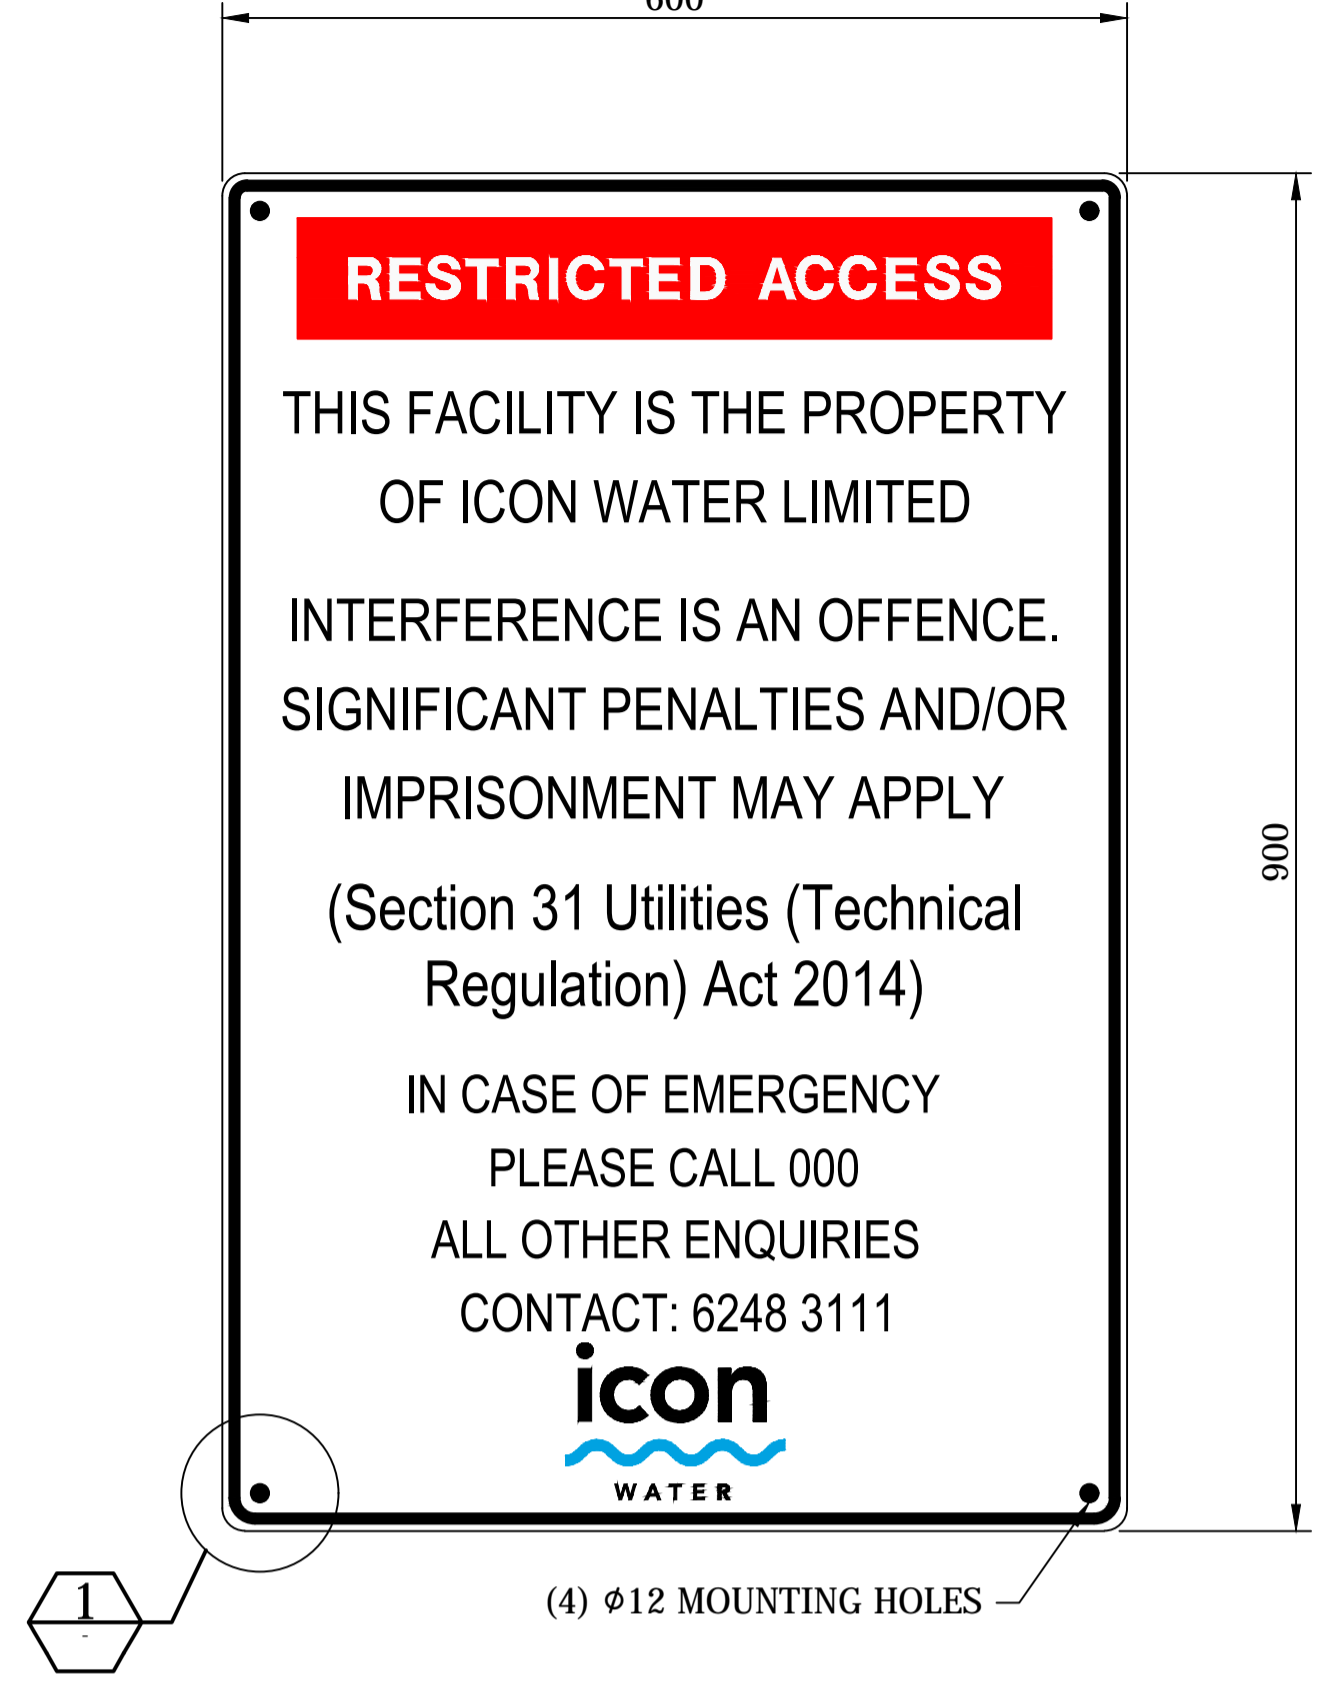 600
RESTRICTED ACCESS
THIS FACILITY IS THE PROPERTY
OF ICON WATER LIMITED
INTERFERENCE IS AN OFFENCE.
SIGNIFICANT PENALTIES AND/OR
IMPRISONMENT MAY APPLY
900
(Section 31 Utilities (Technical
Regulation) Act 2014)
IN CASE OF EMERGENCY
PLEASE CALL 000
ALL OTHER ENQUIRIES
CONTACT: 6248 3111
icon
WATER
(4) ⌀12 MOUNTING HOLES
1
-